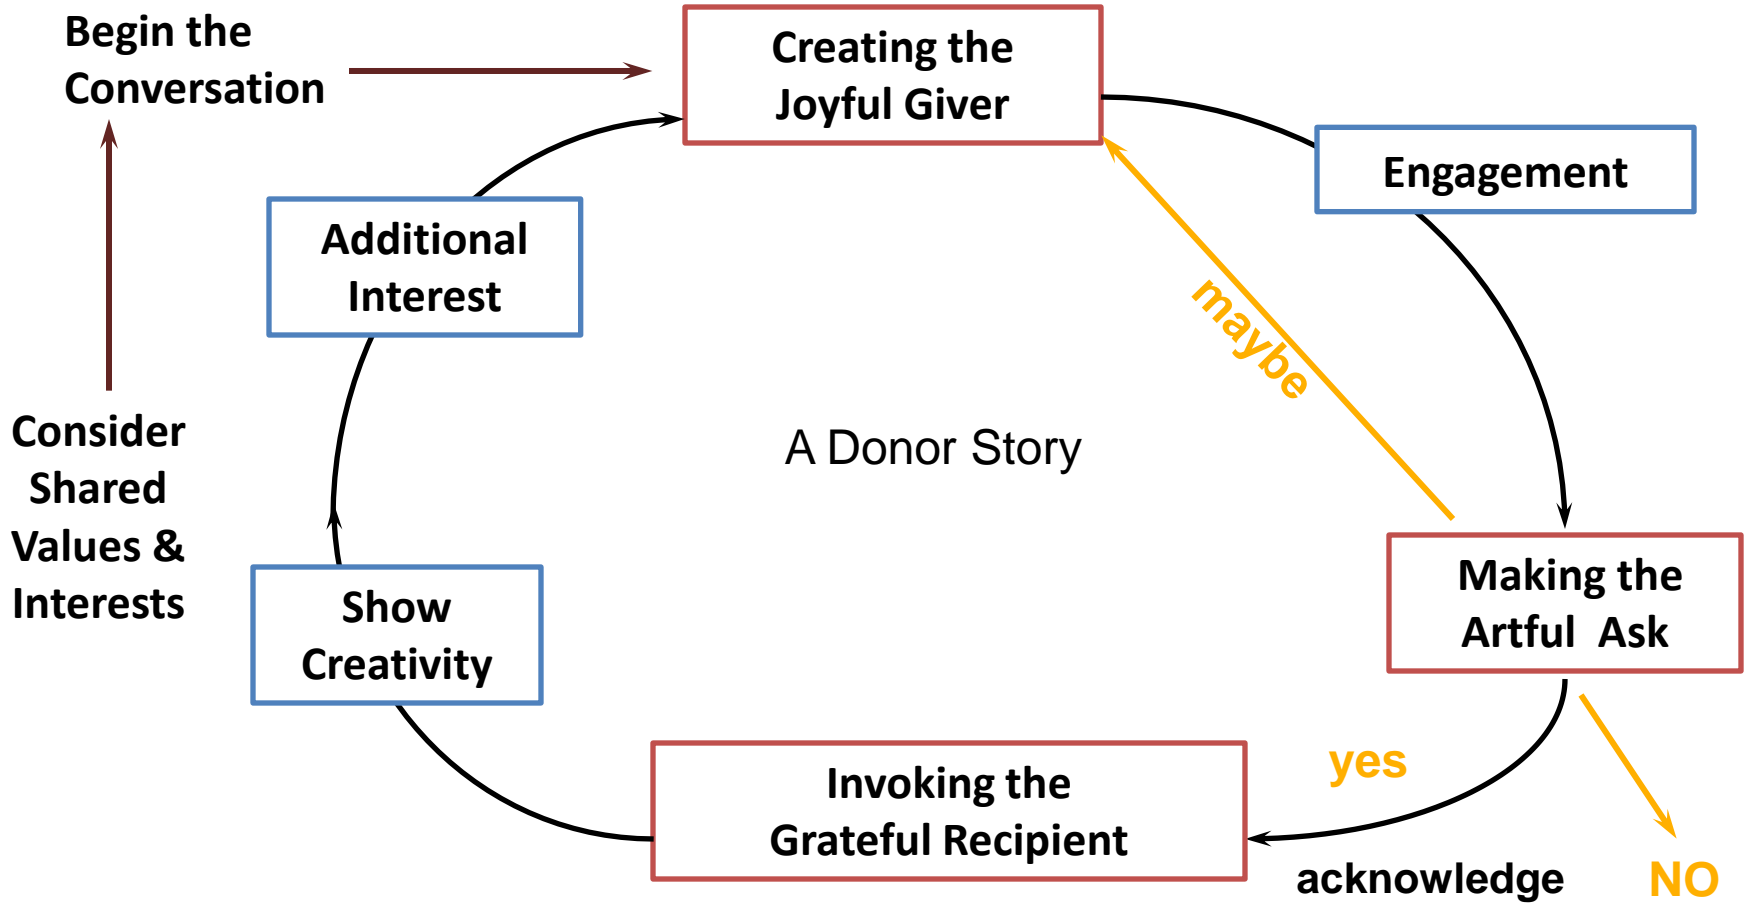 Begin the
Conversation
Creating the
Joyful Giver
Engagement
Additional
Interest
maybe
Consider
Shared
Values &
Interests
A Donor Story
Making the
Artful  Ask
Show
Creativity
yes
Invoking the
Grateful Recipient
acknowledge
NO